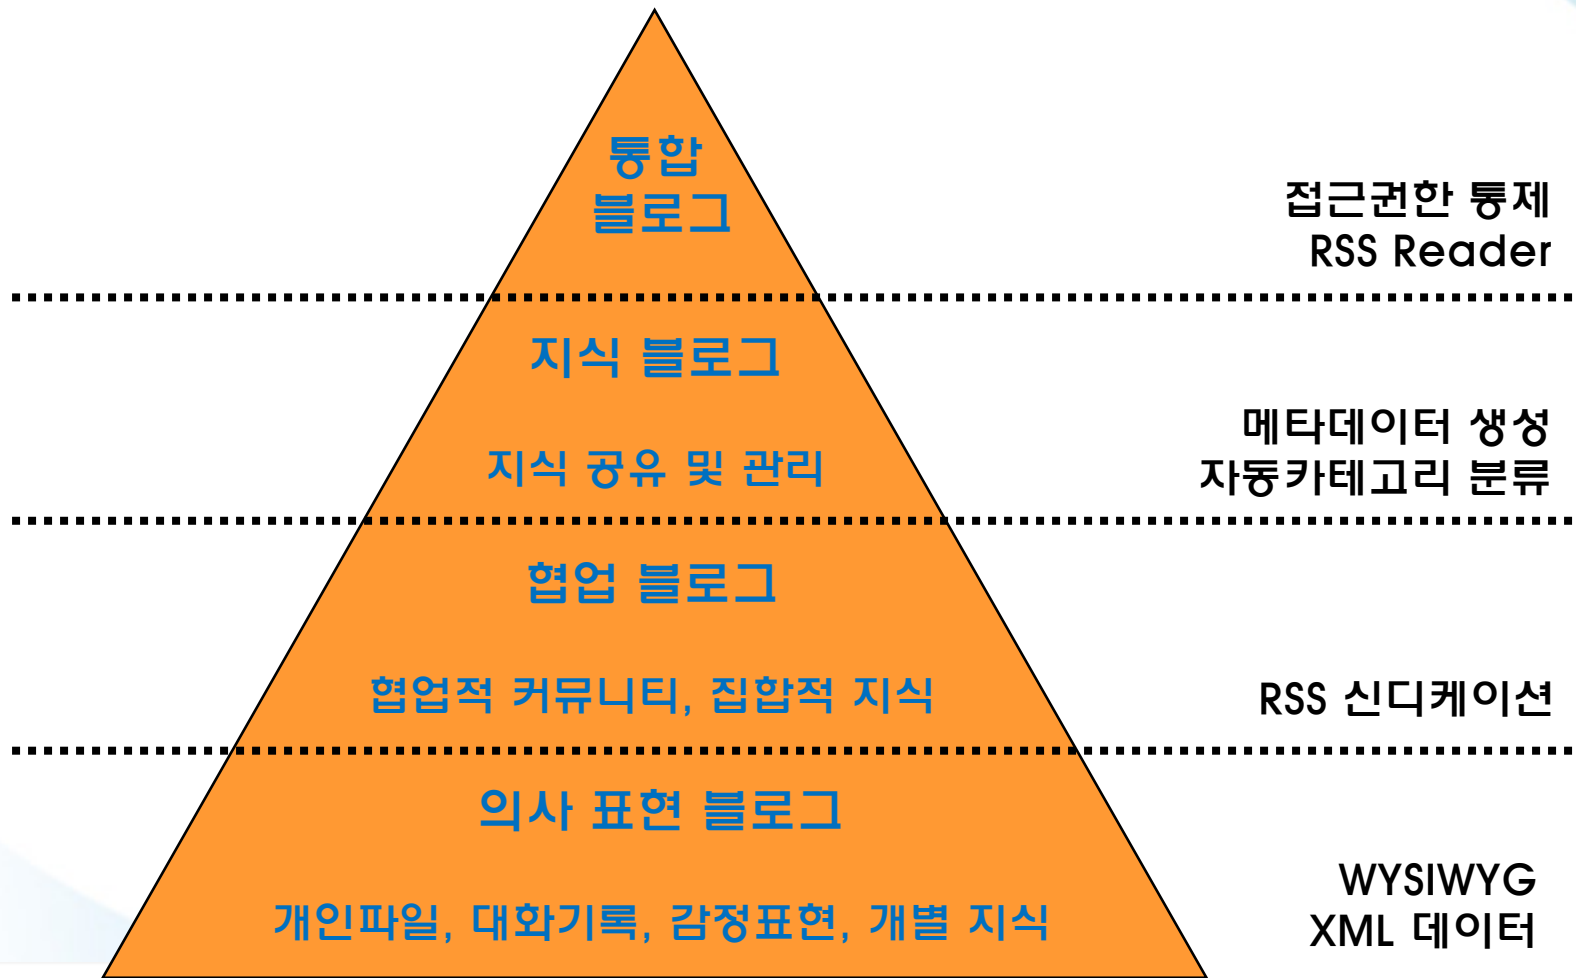 통합
블로그
접근권한 통제
RSS Reader
지식 블로그
지식 공유 및 관리
메타데이터 생성
자동카테고리 분류
협업 블로그
협업적 커뮤니티, 집합적 지식
RSS 신디케이션
의사 표현 블로그
개인파일, 대화기록, 감정표현, 개별 지식
WYSIWYG
XML 데이터